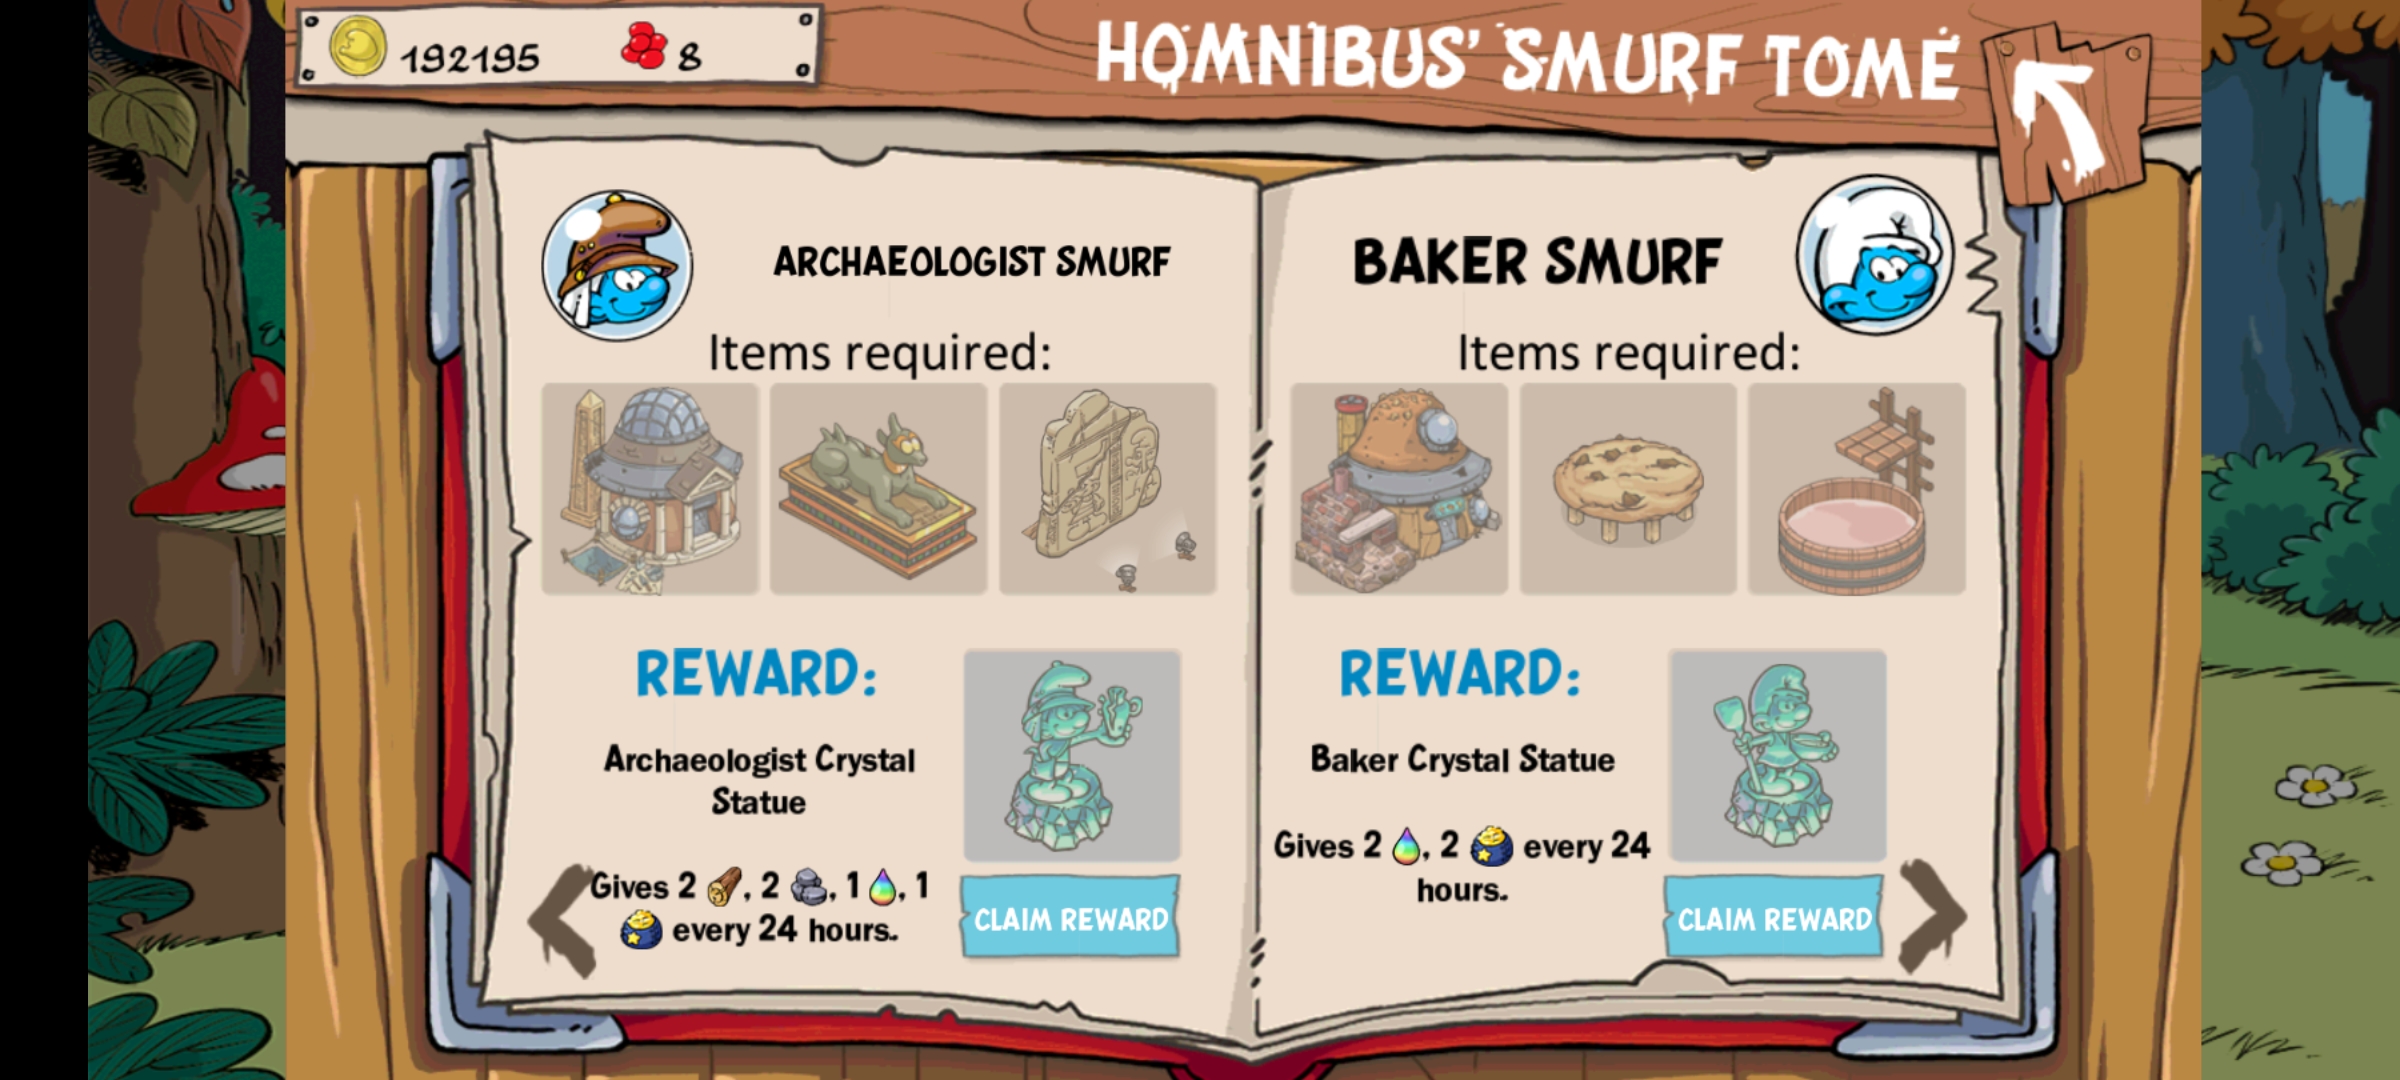 192195
8
HOMNIBUS' SMURF TOME
ARCHAEOLOGIST SMURF
Items required:
REWARD:
Archaeologist Crystal
Statue
Gives 2 , 2 , 1 , 1
every 24 hours.
CLAIM REWARD
BAKER SMURF
Items required:
REWARD:
Baker Crystal Statue
Gives 2 , 2 every 24
hours.
CLAIM REWARD